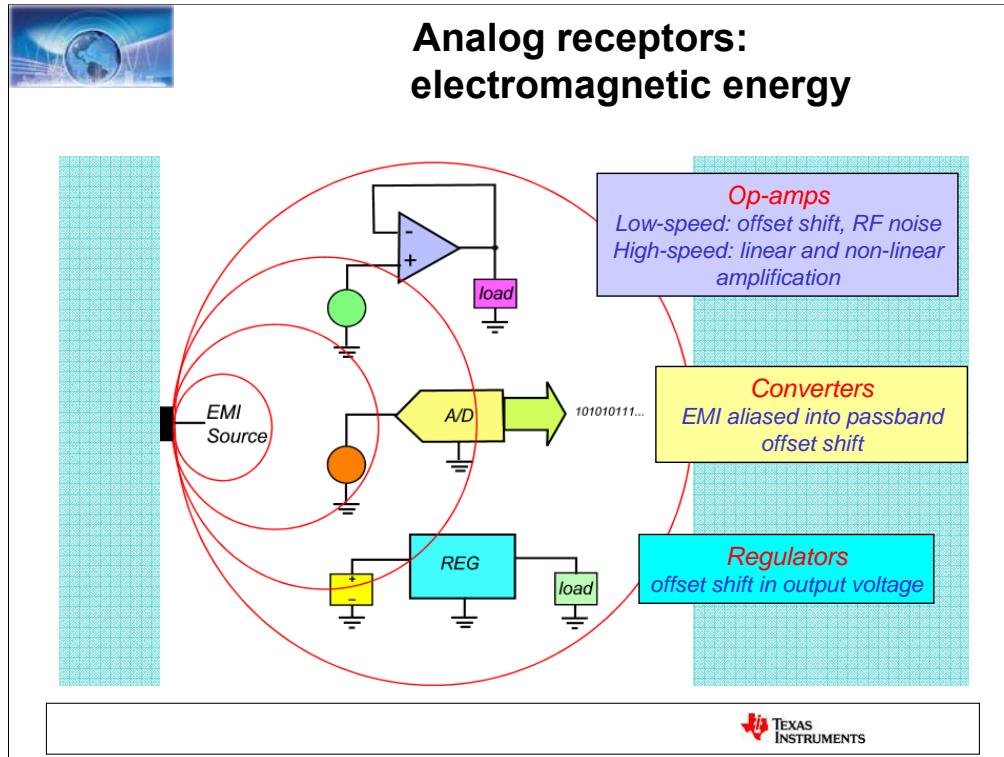 Analog receptors:
electromagnetic energy
Op-amps
Low-speed: offset shift, RF noise
High-speed: linear and non-linear
amplification
-
+
load
EMI
Source
A/D
101010111...
Converters
EMI aliased into passband
offset shift
+
−
REG
load
Regulators
offset shift in output voltage
TEXAS
INSTRUMENTS